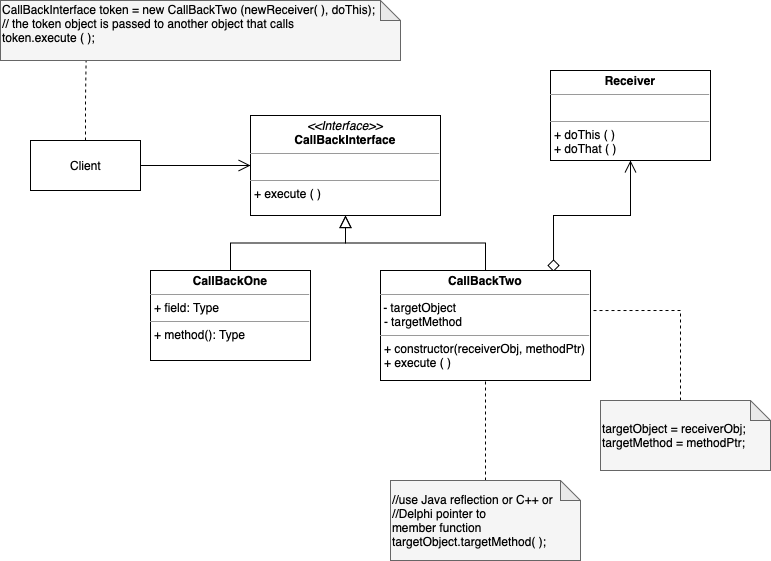 CallBackInterface token = new CallBackTwo (newReceiver( ), doThis);
// the token object is passed to another object that calls
token.execute ( );
Receiver
+ doThis ( )
+ doThat ( )
<<Interface>>
CallBackInterface
+ execute ( )
Client
CallBackOne
+ field: Type
+ method(): Type
CallBackTwo
- targetObject
- targetMethod
+ constructor(receiverObj, methodPtr)
+ execute ( )
targetObject = receiverObj;
targetMethod = methodPtr;
//use Java reflection or C++ or
//Delphi pointer to
member function
targetObject.targetMethod( );